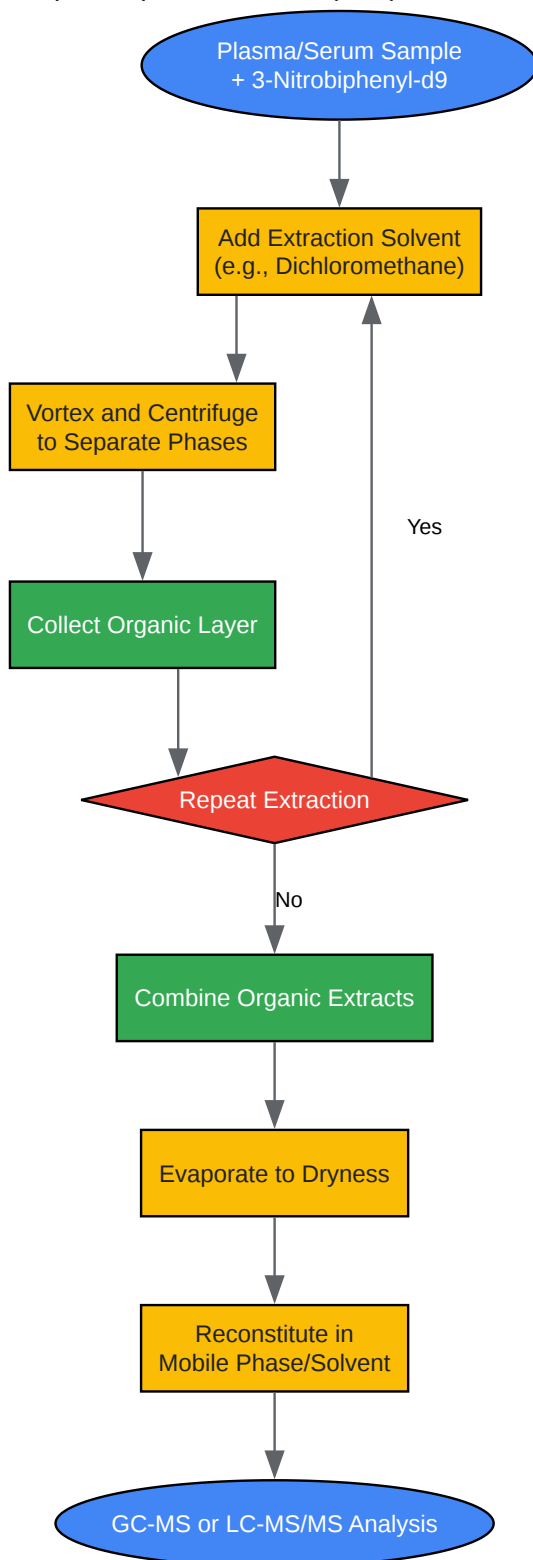 Plasma/Serum Sample
+ 3-Nitrobiphenyl-d9
Add Extraction Solvent
(e.g., Dichloromethane)
Vortex and Centrifuge
to Separate Phases
Yes
Collect Organic Layer
Repeat Extraction
No
Combine Organic Extracts
Evaporate to Dryness
Reconstitute in
Mobile Phase/Solvent
GC-MS or LC-MS/MS Analysis